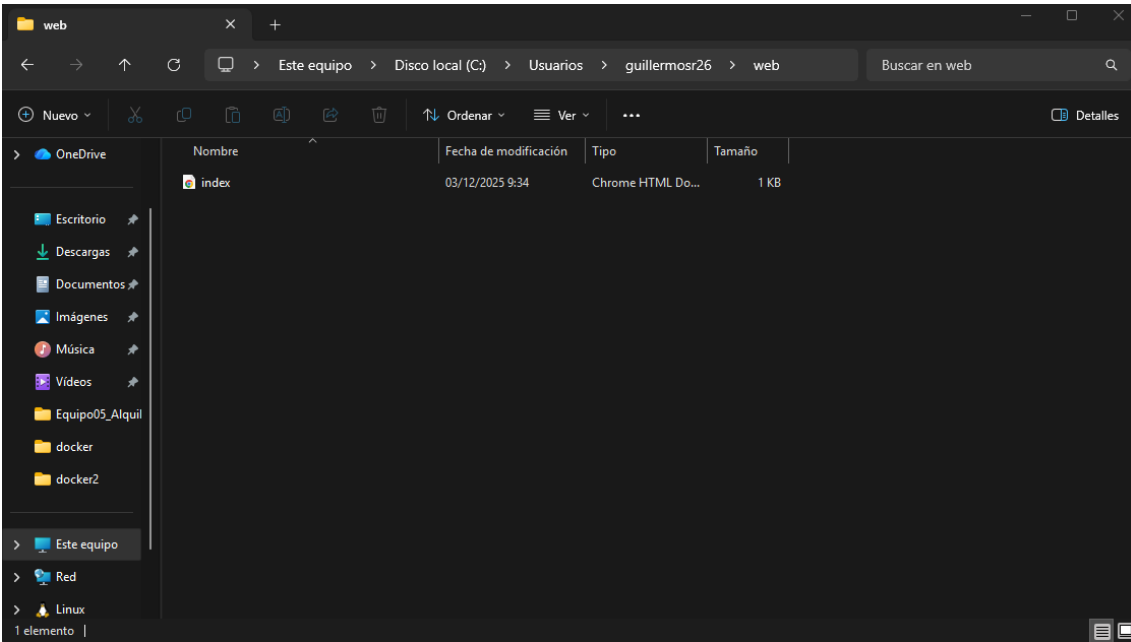 web
Este equipo > Disco local (C:) > Usuarios > guillermosr26 > web
Buscar en web
Nuevo
Ordenar
Ver
Detalles
OneDrive
Escritorio
Descargas
Documentos
Imágenes
Música
Vídeos
Equipo05_Alquil
docker
docker2
Este equipo
Red
Linux
Nombre Fecha de modificación Tipo Tamaño
index 03/12/2025 9:34 Chrome HTML Do... 1 KB
1 elemento